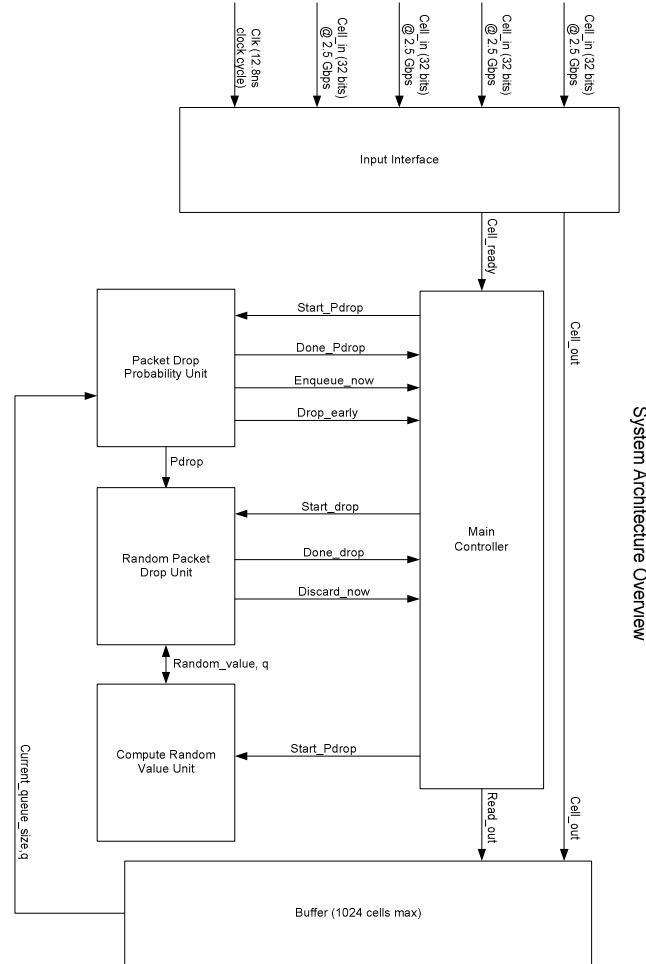 Clk (12.8ns
clock cycle)
Cell_in (32 bits)
@ 2.5 Gbps
Cell_in (32 bits)
@ 2.5 Gbps
Cell_in (32 bits)
@ 2.5 Gbps
Cell_in (32 bits)
@ 2.5 Gbps
Input Interface
Cell_ready
Cell_out
Start_Pdrop
Done_Pdrop
Enqueue_now
Drop_early
Packet Drop
Probability Unit
Pdrop
Start_drop
Done_drop
Discard_now
Random Packet
Drop Unit
Main
Controller
Random_value, q
Compute Random
Value Unit
Start_Pdrop
Read_out
Cell_out
Current_queue_size,q
Buffer (1024 cells max)
System Architecture Overview